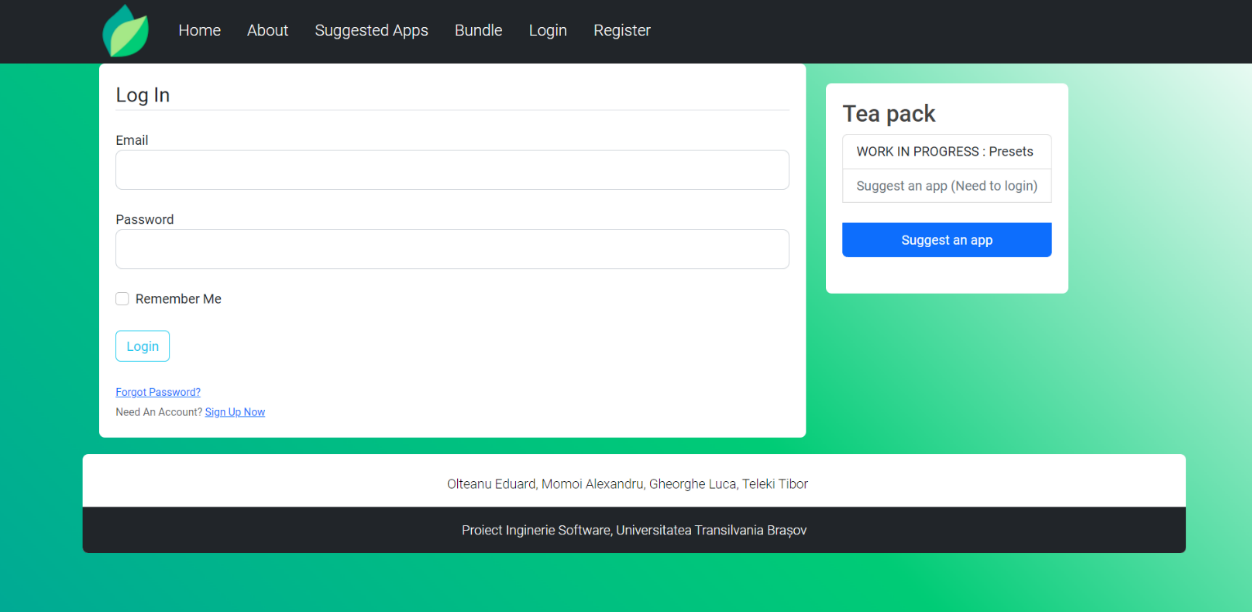 Home About Suggested Apps Bundle Login Register
Log In
Email
Password
Remember Me
Login
Forgot Password?
Need An Account? Sign Up Now
Tea pack
WORK IN PROGRESS : Presets
Suggest an app (Need to login)
Suggest an app
Olteanu Eduard, Momoi Alexandru, Gheorghe Luca, Teleki Tibor
Proiect Inginerie Software, Universitatea Transilvania Brașov